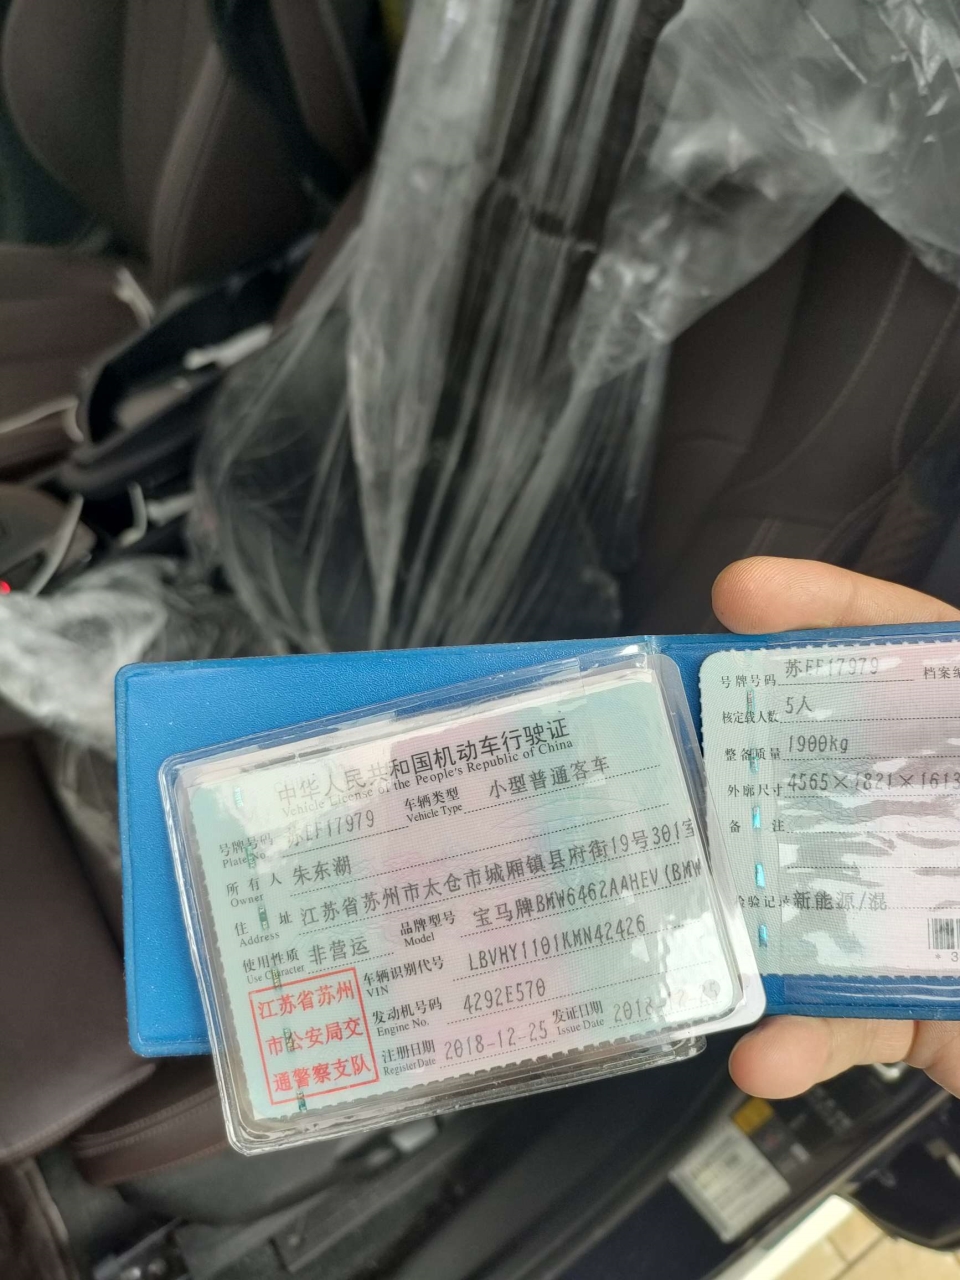 中华人民共和国机动车行驶证
Vehicle License of the People's Republic of China
号牌号码 苏EF17979 车辆类型 小型普通客车
Plate No. Vehicle Type
所有人 朱东湖
Owner
住 址 江苏省苏州市太仓市城厢镇县府街19号301室
Address
使用性质 非营运 品牌型号 宝马牌BMW6462AAHEV(BMW
Use Character Model
江苏省苏州
市公安局交
通警察支队
车辆识别代号 LBVHY1101KMN42426
VIN
发动机号码 4292E570
Engine No.
注册日期 2018-12-25 发证日期
Register Date Issue Date
号牌号码 苏EF17979 档案编
核定载人数 5人
整备质量 1900kg
外廓尺寸 4565×1821×1613
备 注
检验记录 新能源/混